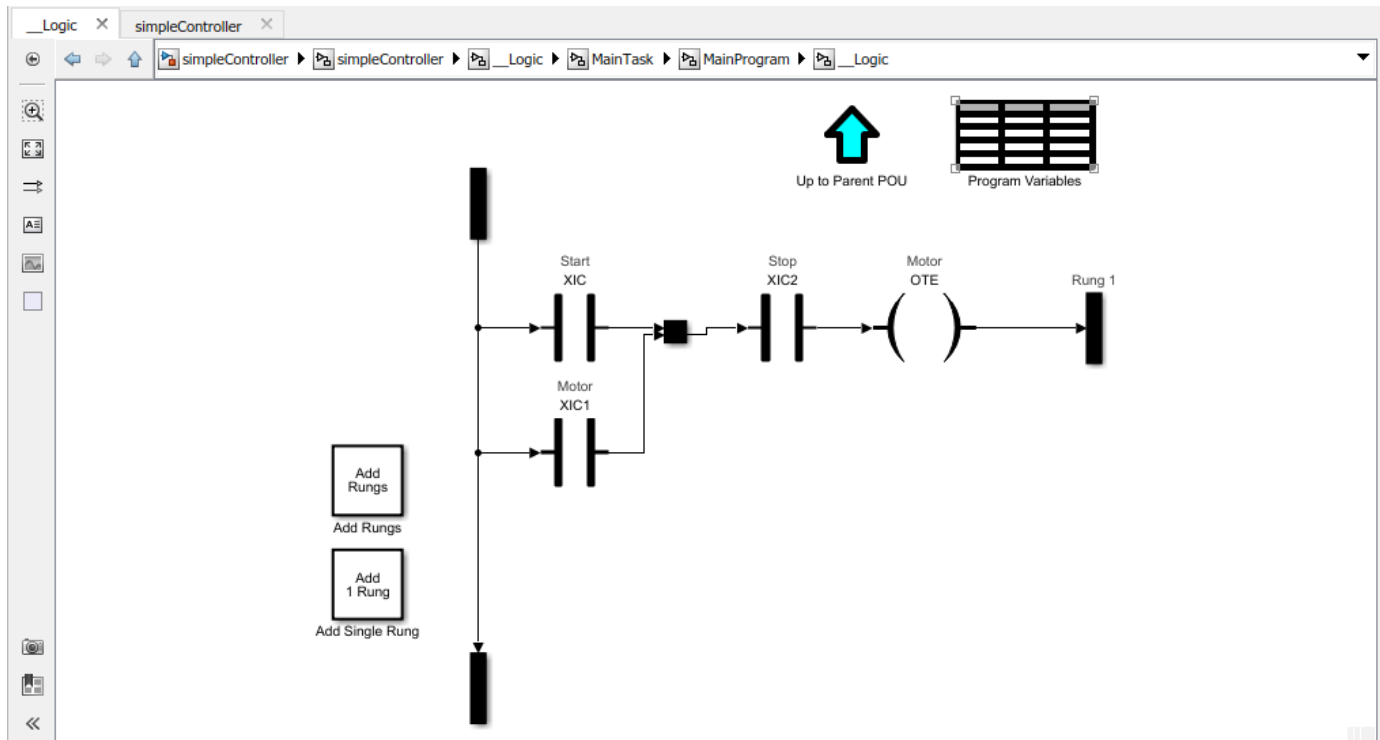 __Logic
simpleController
simpleController simpleController __Logic MainTask MainProgram __Logic
Up to Parent POU
Program Variables
Start
XIC
Stop
XIC2
Motor
OTE
Rung 1
Motor
XIC1
Add
Rungs
Add Rungs
Add
1 Rung
Add Single Rung